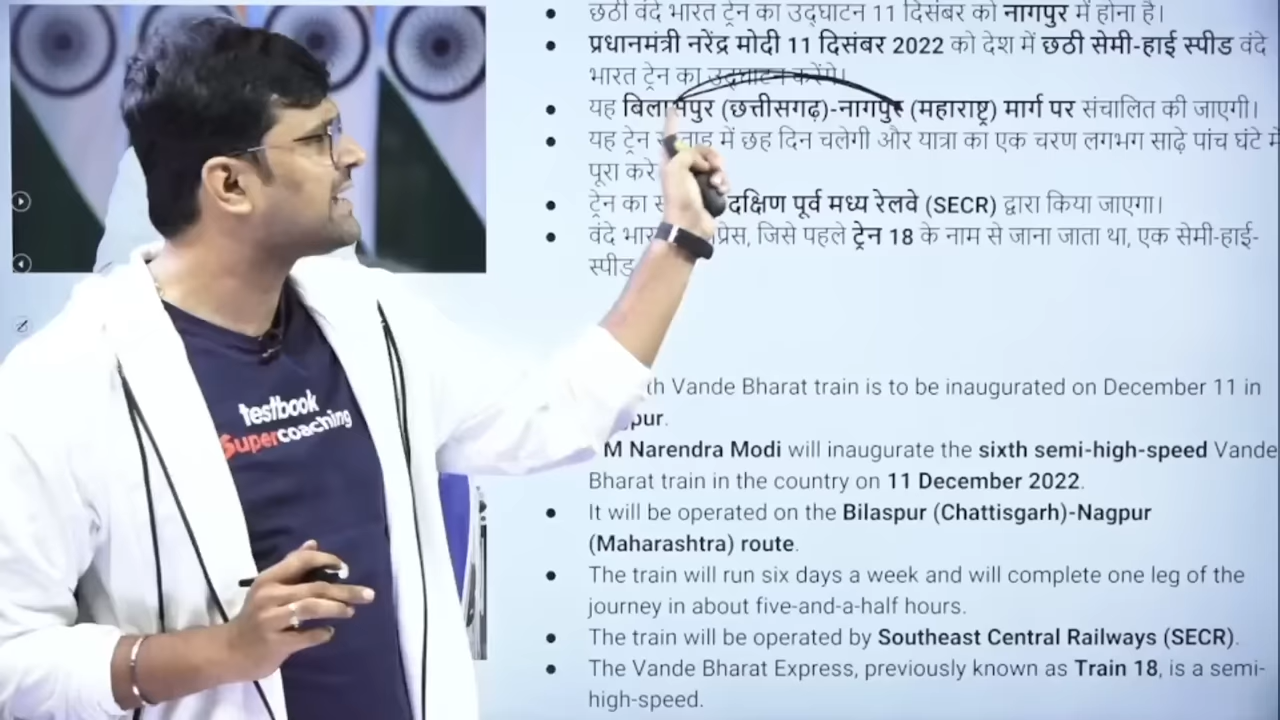 छठी वंदे भारत ट्रेन का उद्घाटन 11 दिसंबर को नागपुर में होना है।
प्रधानमंत्री नरेंद्र मोदी 11 दिसंबर 2022 को देश में छठी सेमी-हाई स्पीड वंदे
भारत ट्रेन का उद्घाटन करेंगे।
यह बिलासपुर (छत्तीसगढ़)-नागपुर (महाराष्ट्र) मार्ग पर संचालित की जाएगी।
यह ट्रेन में छह दिन चलेगी और यात्रा का एक चरण लगभग साढ़े पांच घंटे
पूरा करे
ट्रेन का दक्षिण पूर्व मध्य रेलवे (SECR) द्वारा किया जाएगा।
वंदे जिसे पहले ट्रेन 18 के नाम से जाना जाता था, एक सेमी-हाई-
स्पीड
testbook
Supercoaching
Vande Bharat train is to be inaugurated on December 11 in
pur.
M Narendra Modi will inaugurate the sixth semi-high-speed Vande
Bharat train in the country on 11 December 2022.
It will be operated on the Bilaspur (Chattisgarh)-Nagpur
(Maharashtra) route.
The train will run six days a week and will complete one leg of the
journey in about five-and-a-half hours.
The train will be operated by Southeast Central Railways (SECR).
The Vande Bharat Express, previously known as Train 18, is a semi-
high-speed.